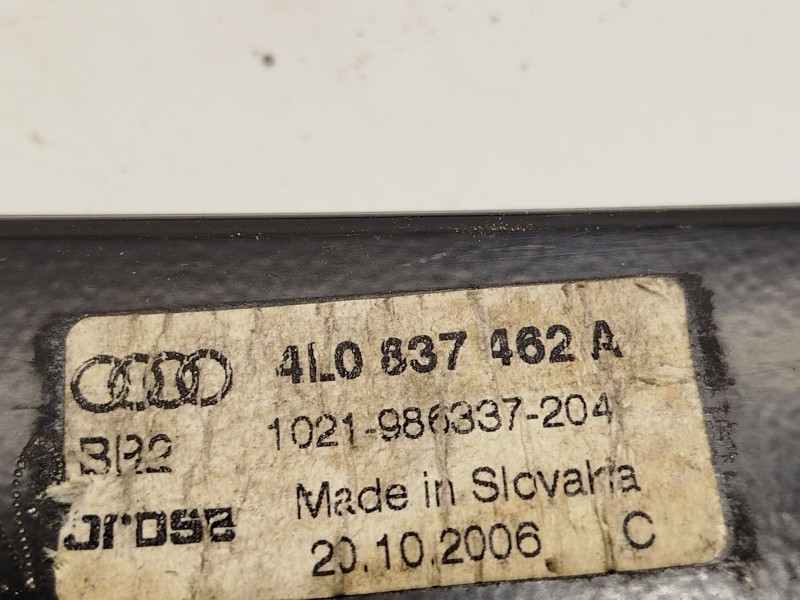 4L0 837 462 A
1021-986337-204
BR2
Made in Slovakia
brose
20.10.2006 C